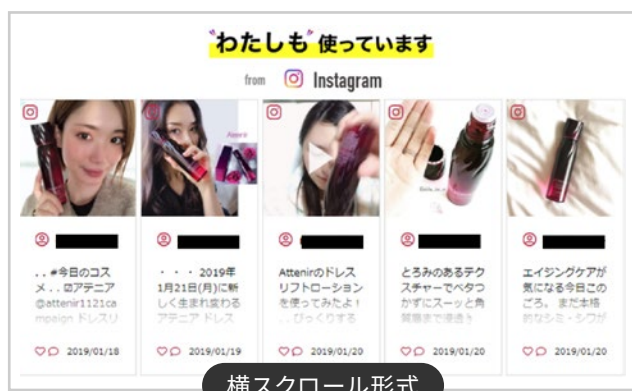 "わたしも"使っています
from Instagram
Attenir
. . #今日のコス
メ . . ☑アテニア
@attenir1121ca
mpaign ドレスリ
2019/01/18
・ ・ ・ 2019年
1月21日(月)に新
しく生まれ変わる
アテニア ドレス
2019/01/19
Attenirのドレス
リフトローション
を使ってみたよ！
. . びっくりする
2019/01/20
とろみのあるテク
スチャーでベタつ
かずにスーッと角
質層まで浸透♪
2019/01/20
エイジングケアが
気になる今日この
ごろ。 まだ本格
的なシミ・シワが
2019/01/20
横スクロール形式